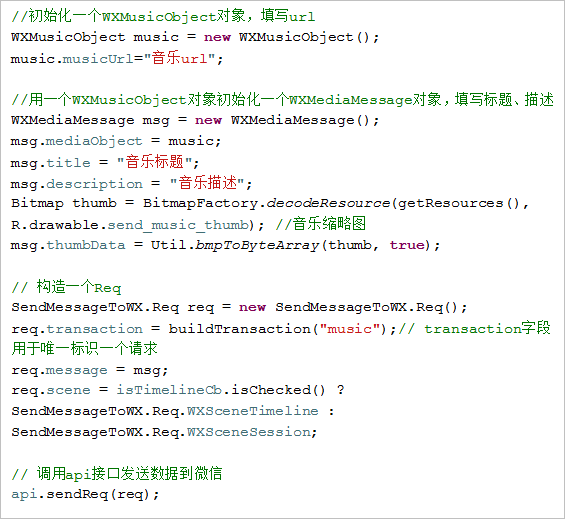 //初始化一个WXMusicObject对象，填写url
WXMusicObject music = new WXMusicObject();
music.musicUrl="音乐url";
//用一个WXMusicObject对象初始化一个WXMediaMessage对象，填写标题、描述
WXMediaMessage msg = new WXMediaMessage();
msg.mediaObject = music;
msg.title = "音乐标题";
msg.description = "音乐描述";
Bitmap thumb = BitmapFactory.decodeResource(getResources(),
R.drawable.send_music_thumb); //音乐缩略图
msg.thumbData = Util.bmpToByteArray(thumb, true);
// 构造一个Req
SendMessageToWX.Req req = new SendMessageToWX.Req();
req.transaction = buildTransaction("music");// transaction字段
用于唯一标识一个请求
req.message = msg;
req.scene = isTimelineCb.isChecked() ?
SendMessageToWX.Req.WXSceneTimeline :
SendMessageToWX.Req.WXSceneSession;
// 调用api接口发送数据到微信
api.sendReq(req);